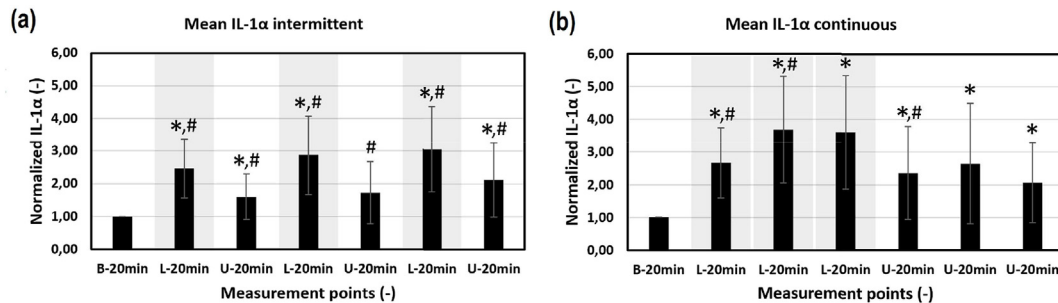 (a)
Mean IL-1α intermittent
Normalized IL-1α (-)
6,00
5,00
4,00
3,00
2,00
1,00
0,00
*,#
*,#
*,#
#
*,#
*,#
B-20min L-20min U-20min L-20min U-20min L-20min U-20min
Measurement points (-)
(b)
Mean IL-1α continuous
Normalized IL-1α (-)
6,00
5,00
4,00
3,00
2,00
1,00
0,00
*,#
*,#
*
*,#
*
*
B-20min L-20min L-20min L-20min U-20min U-20min U-20min
Measurement points (-)